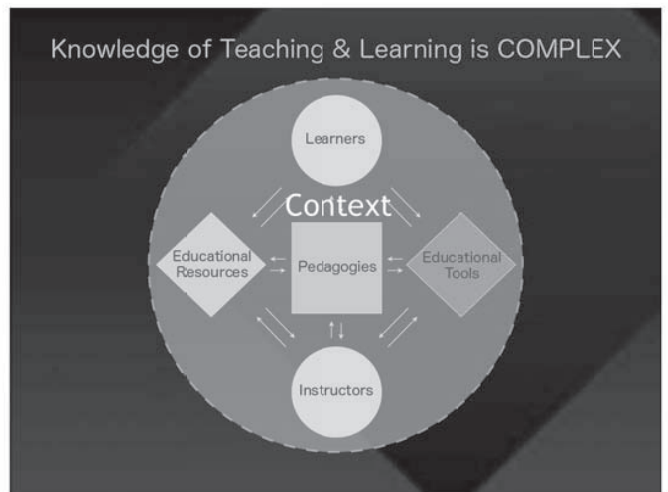 Knowledge of Teaching & Learning is COMPLEX
Learners
Context
Educational
Resources
Pedagogies
Educational
Tools
Instructors